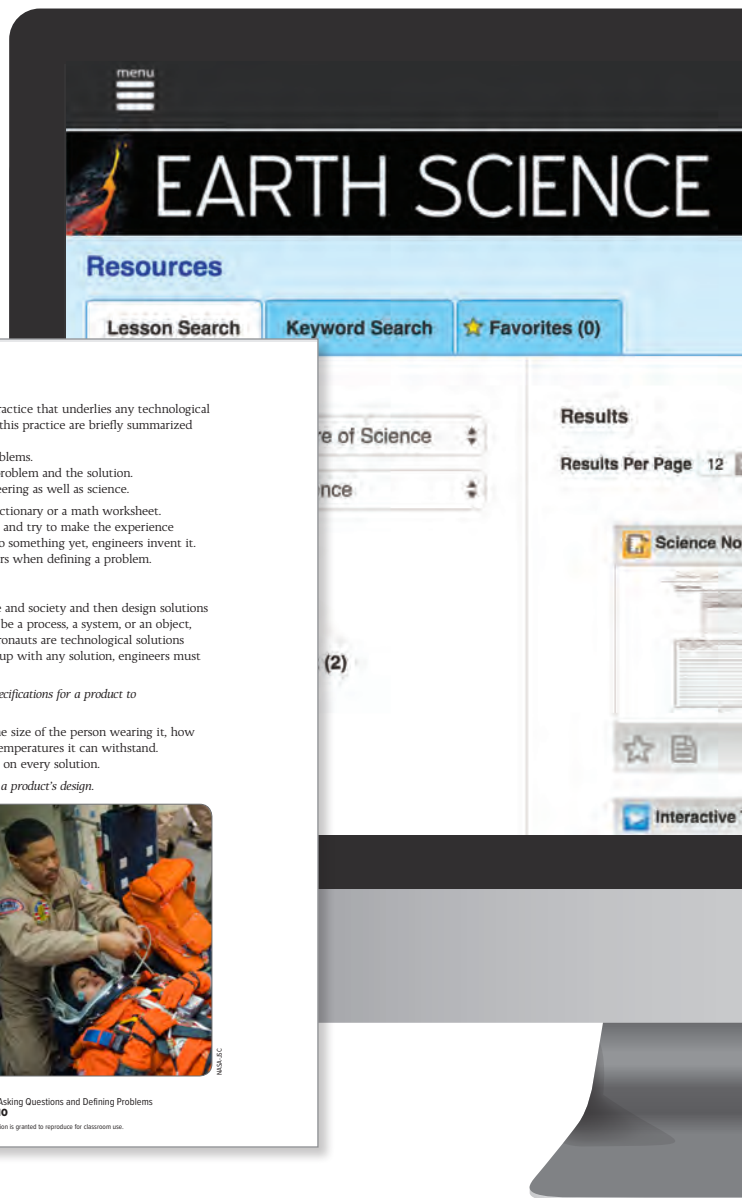 menu
EARTH SCIENCE
Resources
Lesson Search
Keyword Search
Favorites (0)
re of Science
nce
(2)
Results
Results Per Page 12
Science No
Interactive
ractice that underlies any technological
this practice are briefly summarized
blems.
problem and the solution.
eering as well as science.
ctionary or a math worksheet.
and try to make the experience
o something yet, engineers invent it.
rs when defining a problem.
e and society and then design solutions
be a process, a system, or an object,
ronauts are technological solutions
up with any solution, engineers must
pecifications for a product to
e size of the person wearing it, how
emperatures it can withstand.
on every solution.
a product's design.
NASA-JSC
Asking Questions and Defining Problems
io
tion is granted to reproduce for classroom use.